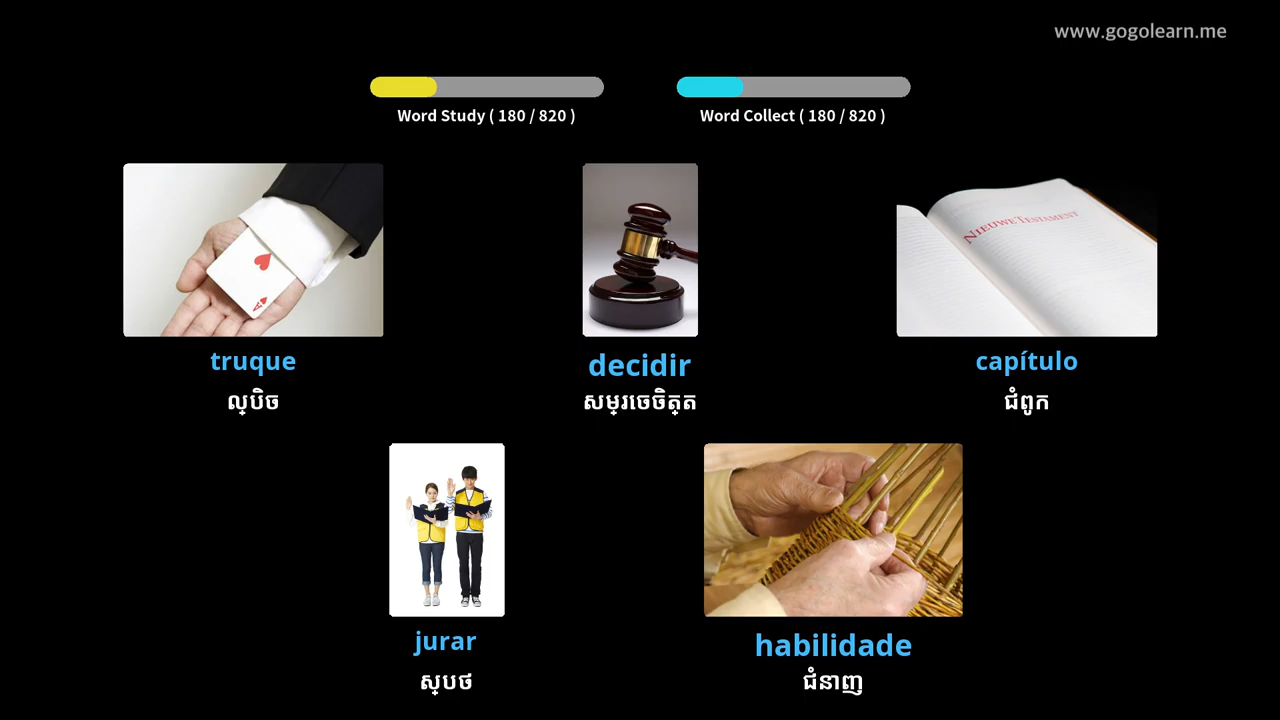 www.gogolearn.me
Word Study ( 180 / 820 )
Word Collect ( 180 / 820 )
NIEUWE TESTAMENT
truque
ល្បិច
decidir
សម្រេចចិត្ត
capítulo
ជំពូក
jurar
ស្បថ
habilidade
ជំនាញ